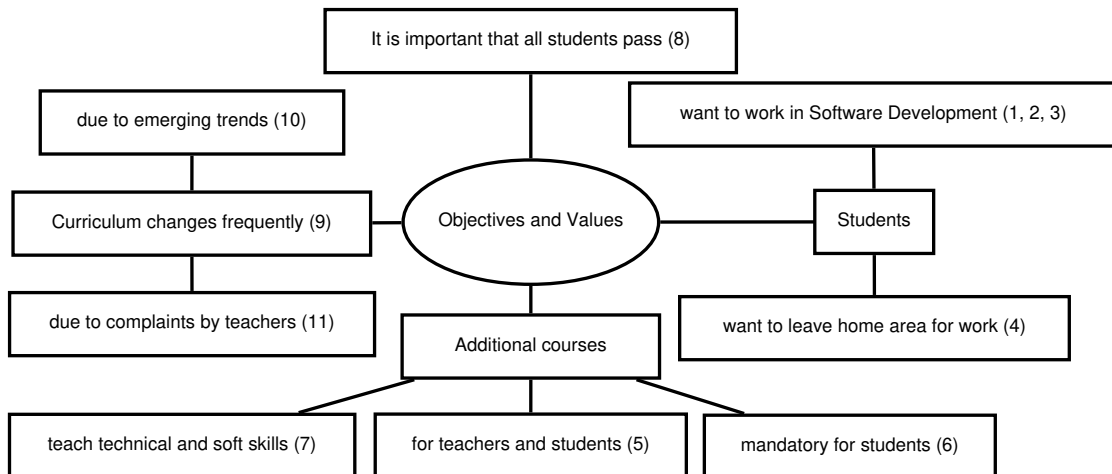 It is important that all students pass (8)
want to work in Software Development (1, 2, 3)
due to emerging trends (10)
Curriculum changes frequently (9)
Objectives and Values
Students
due to complaints by teachers (11)
Additional courses
want to leave home area for work (4)
teach technical and soft skills (7)
for teachers and students (5)
mandatory for students (6)